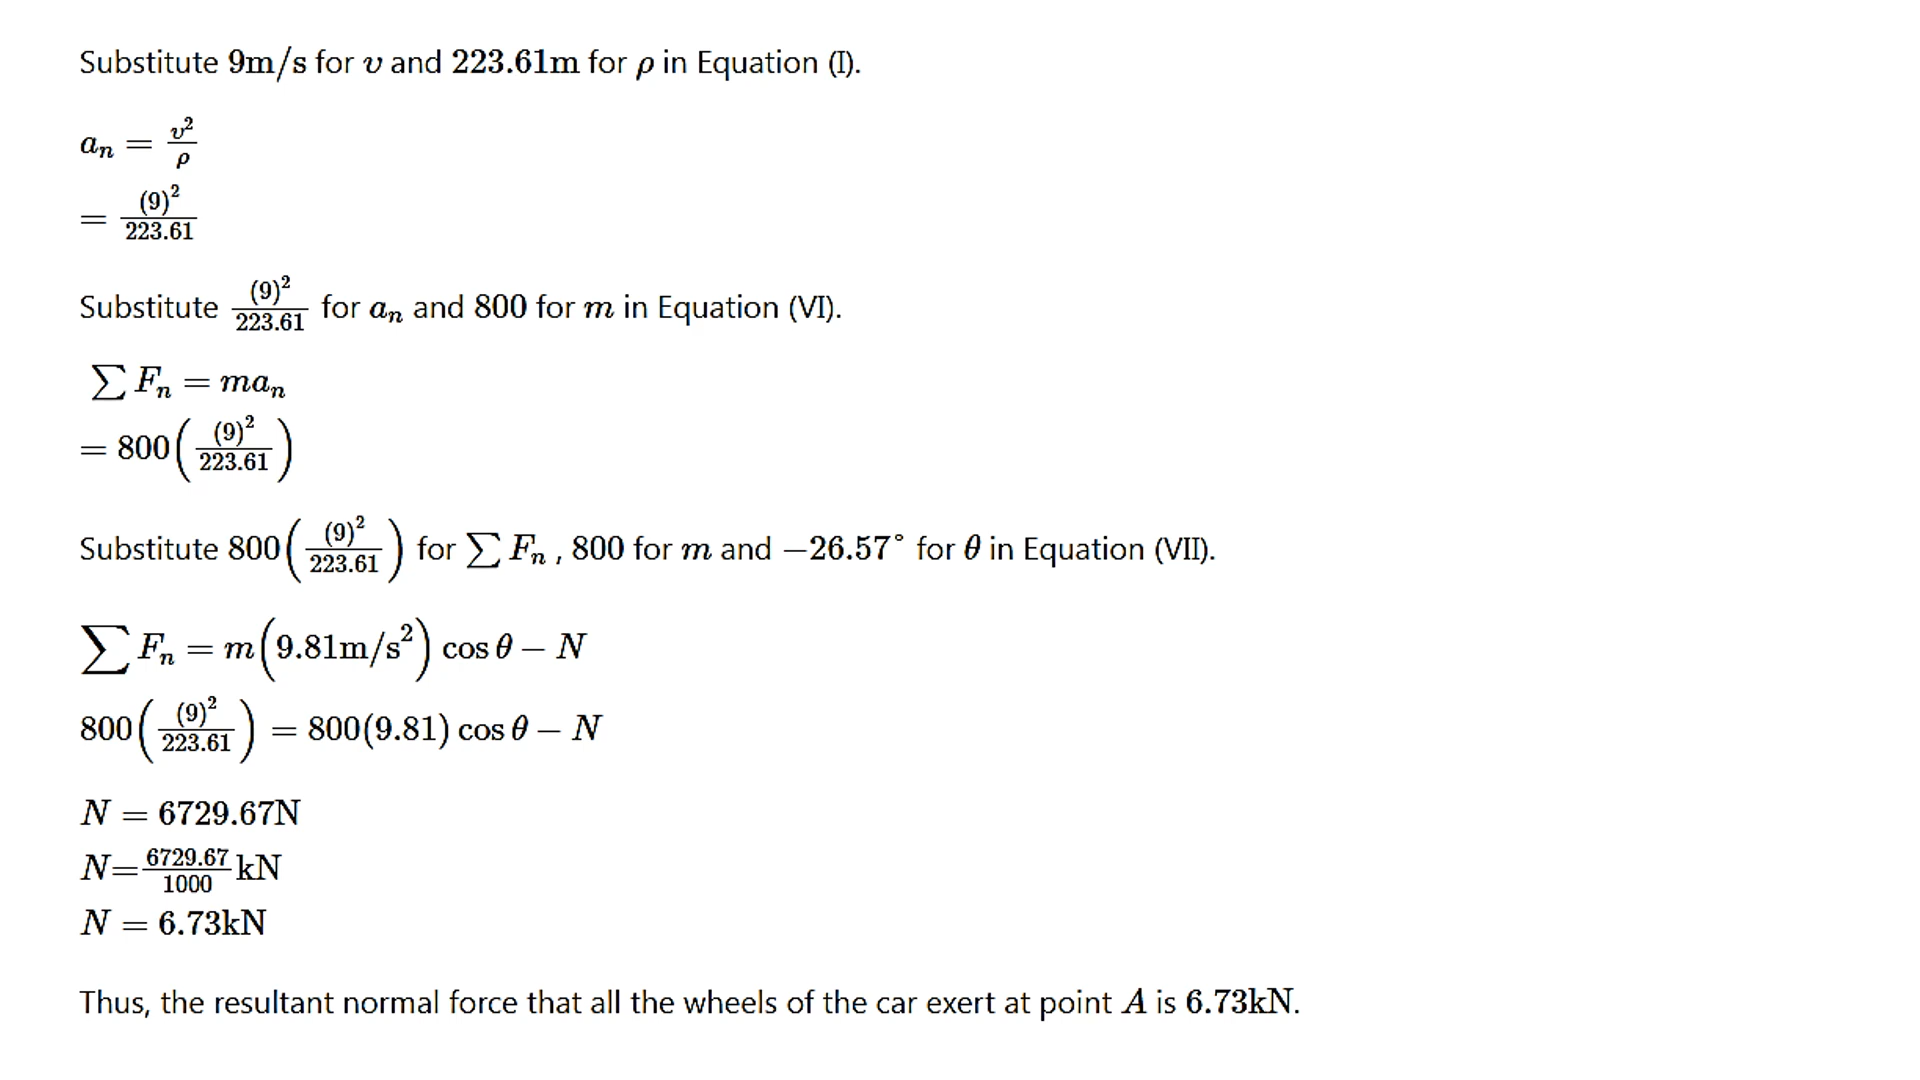 Substitute 9m/s for υ and 223.61m for ρ in Equation (I).
aₙ = υ²/ρ
= (9)²/223.61
Substitute (9)²/223.61 for aₙ and 800 for m in Equation (VI).
∑ Fₙ = maₙ
= 800((9)²/223.61)
Substitute 800((9)²/223.61) for ∑ Fₙ , 800 for m and −26.57° for θ in Equation (VII).
∑ Fₙ = m(9.81m/s²) cos θ − N
800((9)²/223.61) = 800(9.81) cos θ − N
N = 6729.67N
N=6729.67/1000 kN
N = 6.73kN
Thus, the resultant normal force that all the wheels of the car exert at point A is 6.73kN.